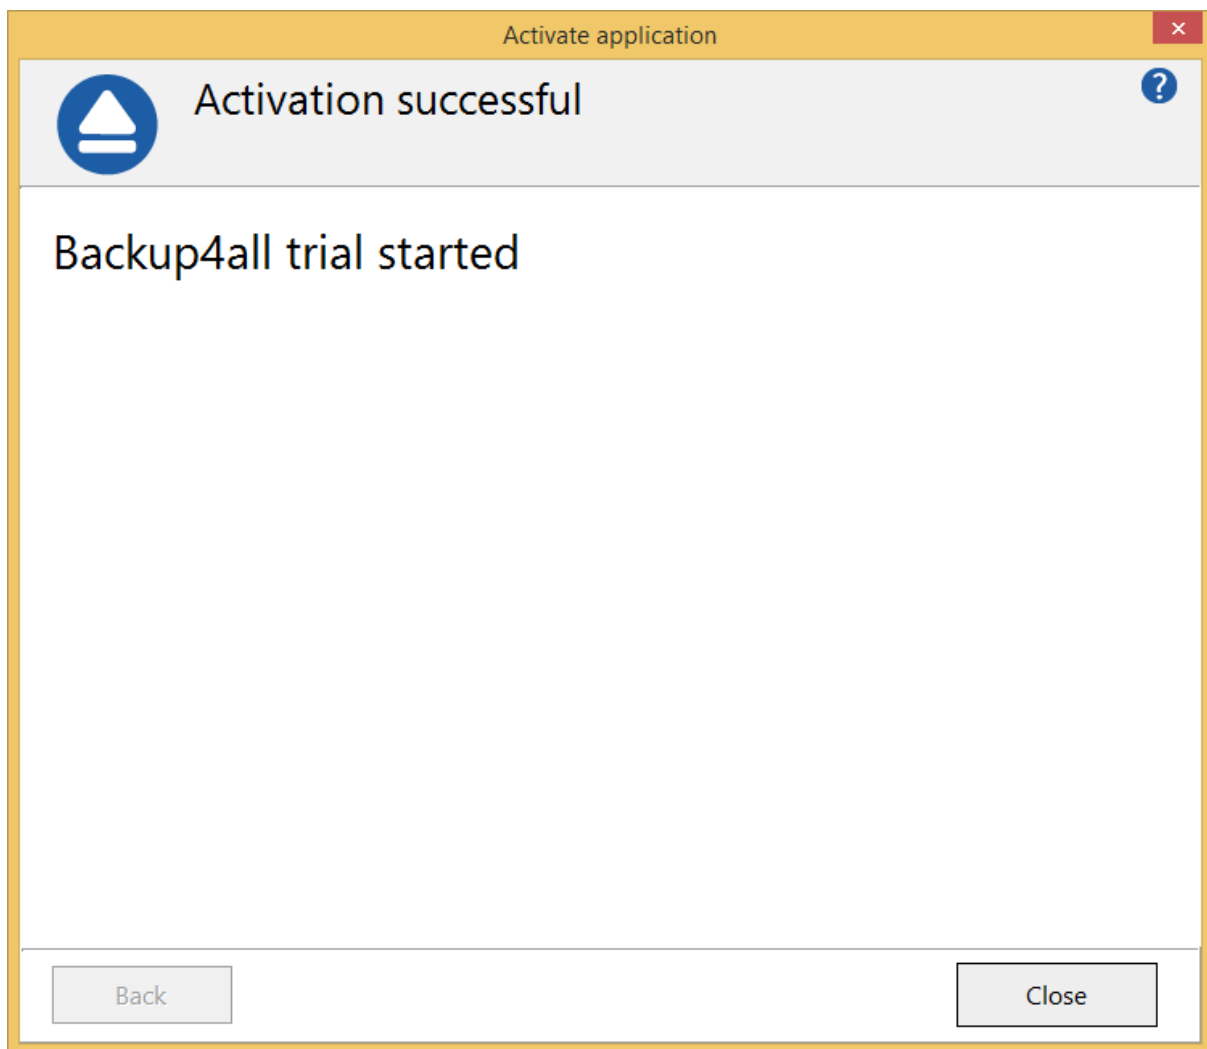 Activate application
Activation successful
?
Backup4all trial started
Back
Close